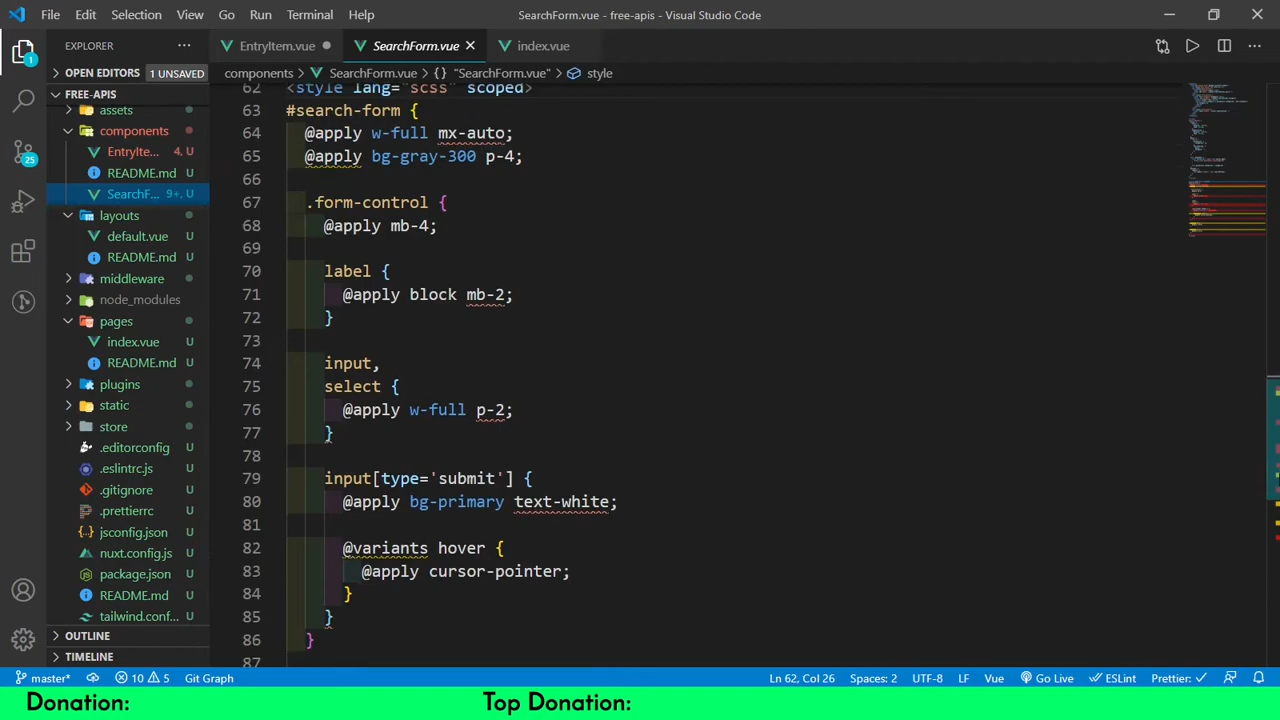 File Edit Selection View Go Run Terminal Help SearchForm.vue - free-apis - Visual Studio Code
EXPLORER
EntryItem.vue SearchForm.vue index.vue
OPEN EDITORS 1 UNSAVED
components SearchForm.vue {} "SearchForm.vue" style
FREE-APIS
assets
components
EntryIte... 4, U
README.md U
SearchF... 9+, U
layouts
default.vue U
README.md U
middleware
node_modules
pages
index.vue U
README.md U
plugins
static
store
.editorconfig U
.eslintrc.js U
.gitignore U
.prettierrc U
jsconfig.json U
nuxt.config.js U
package.json U
README.md U
tailwind.conf... U
OUTLINE
TIMELINE
1
25
62 <style lang="scss" scoped>
63 #search-form {
64 @apply w-full mx-auto;
65 @apply bg-gray-300 p-4;
66
67 .form-control {
68 @apply mb-4;
69
70 label {
71 @apply block mb-2;
72 }
73
74 input,
75 select {
76 @apply w-full p-2;
77 }
78
79 input[type='submit'] {
80 @apply bg-primary text-white;
81
82 @variants hover {
83 @apply cursor-pointer;
84 }
85 }
86 }
87
master* 10 5 Git Graph Ln 62, Col 26 Spaces: 2 UTF-8 LF Vue Go Live ESLint Prettier: ✓
Donation: Top Donation: